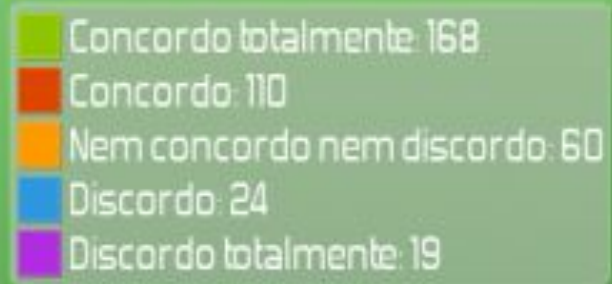 Concordo totalmente: 168
Concordo: 110
Nem concordo nem discordo: 60
Discordo: 24
Discordo totalmente: 19